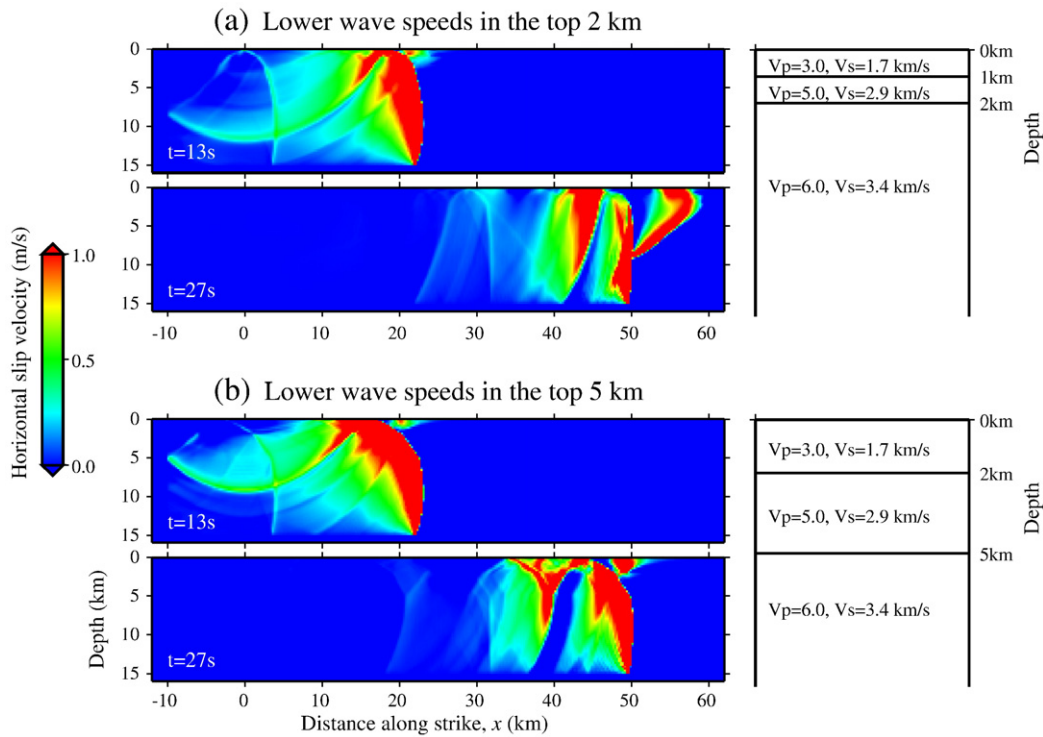 (a) Lower wave speeds in the top 2 km
0
5
10
15
t=13s
0
5
10
15
t=27s
-10 0 10 20 30 40 50 60
Vp=3.0, Vs=1.7 km/s
Vp=5.0, Vs=2.9 km/s
Vp=6.0, Vs=3.4 km/s
0km
1km
2km
Depth
Horizontal slip velocity (m/s)
1.0
0.5
0.0
(b) Lower wave speeds in the top 5 km
0
5
10
15
t=13s
0
5
10
15
t=27s
Depth (km)
-10 0 10 20 30 40 50 60
Distance along strike, x (km)
Vp=3.0, Vs=1.7 km/s
Vp=5.0, Vs=2.9 km/s
Vp=6.0, Vs=3.4 km/s
0km
2km
5km
Depth